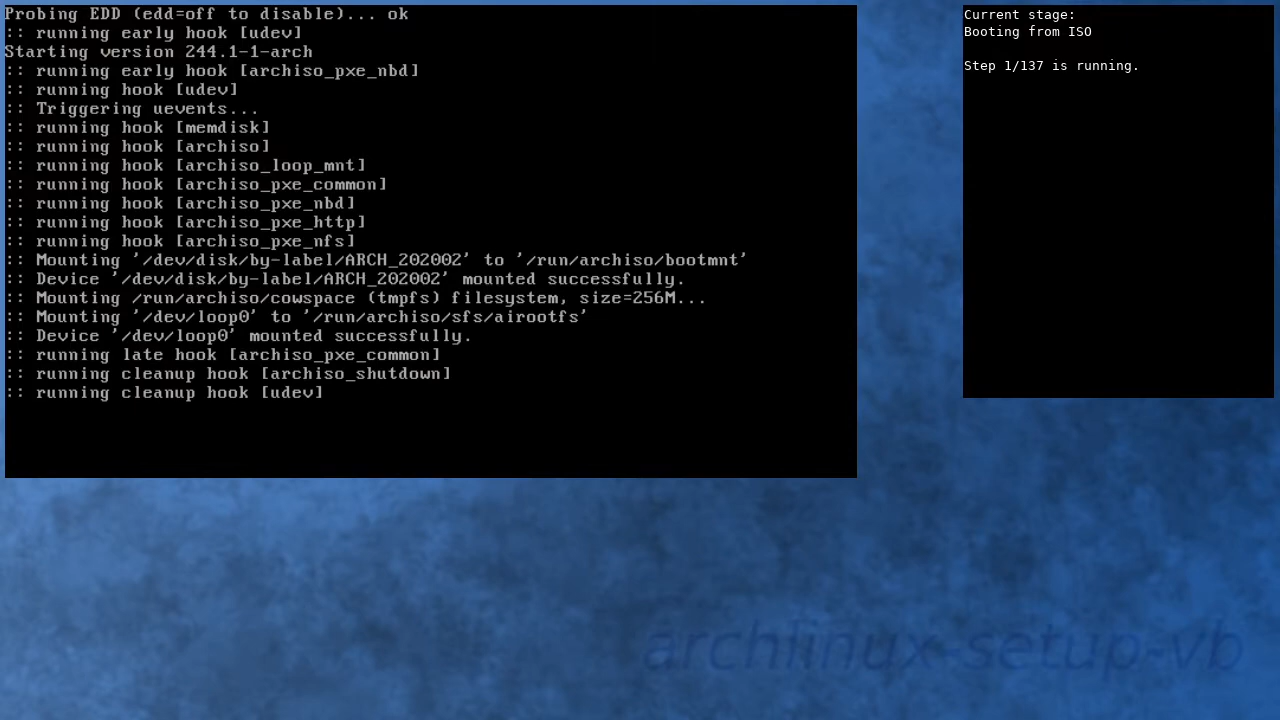 Probing EDD (edd=off to disable)... ok
:: running early hook [udev]
Starting version 244.1-1-arch
:: running early hook [archiso_pxe_nbd]
:: running hook [udev]
:: Triggering uevents...
:: running hook [memdisk]
:: running hook [archiso]
:: running hook [archiso_loop_mnt]
:: running hook [archiso_pxe_common]
:: running hook [archiso_pxe_nbd]
:: running hook [archiso_pxe_http]
:: running hook [archiso_pxe_nfs]
:: Mounting '/dev/disk/by-label/ARCH_202002' to '/run/archiso/bootmnt'
:: Device '/dev/disk/by-label/ARCH_202002' mounted successfully.
:: Mounting /run/archiso/cowspace (tmpfs) filesystem, size=256M...
:: Mounting '/dev/loop0' to '/run/archiso/sfs/airootfs'
:: Device '/dev/loop0' mounted successfully.
:: running late hook [archiso_pxe_common]
:: running cleanup hook [archiso_shutdown]
:: running cleanup hook [udev]
Current stage:
Booting from ISO
Step 1/137 is running.
archlinux-setup-vb